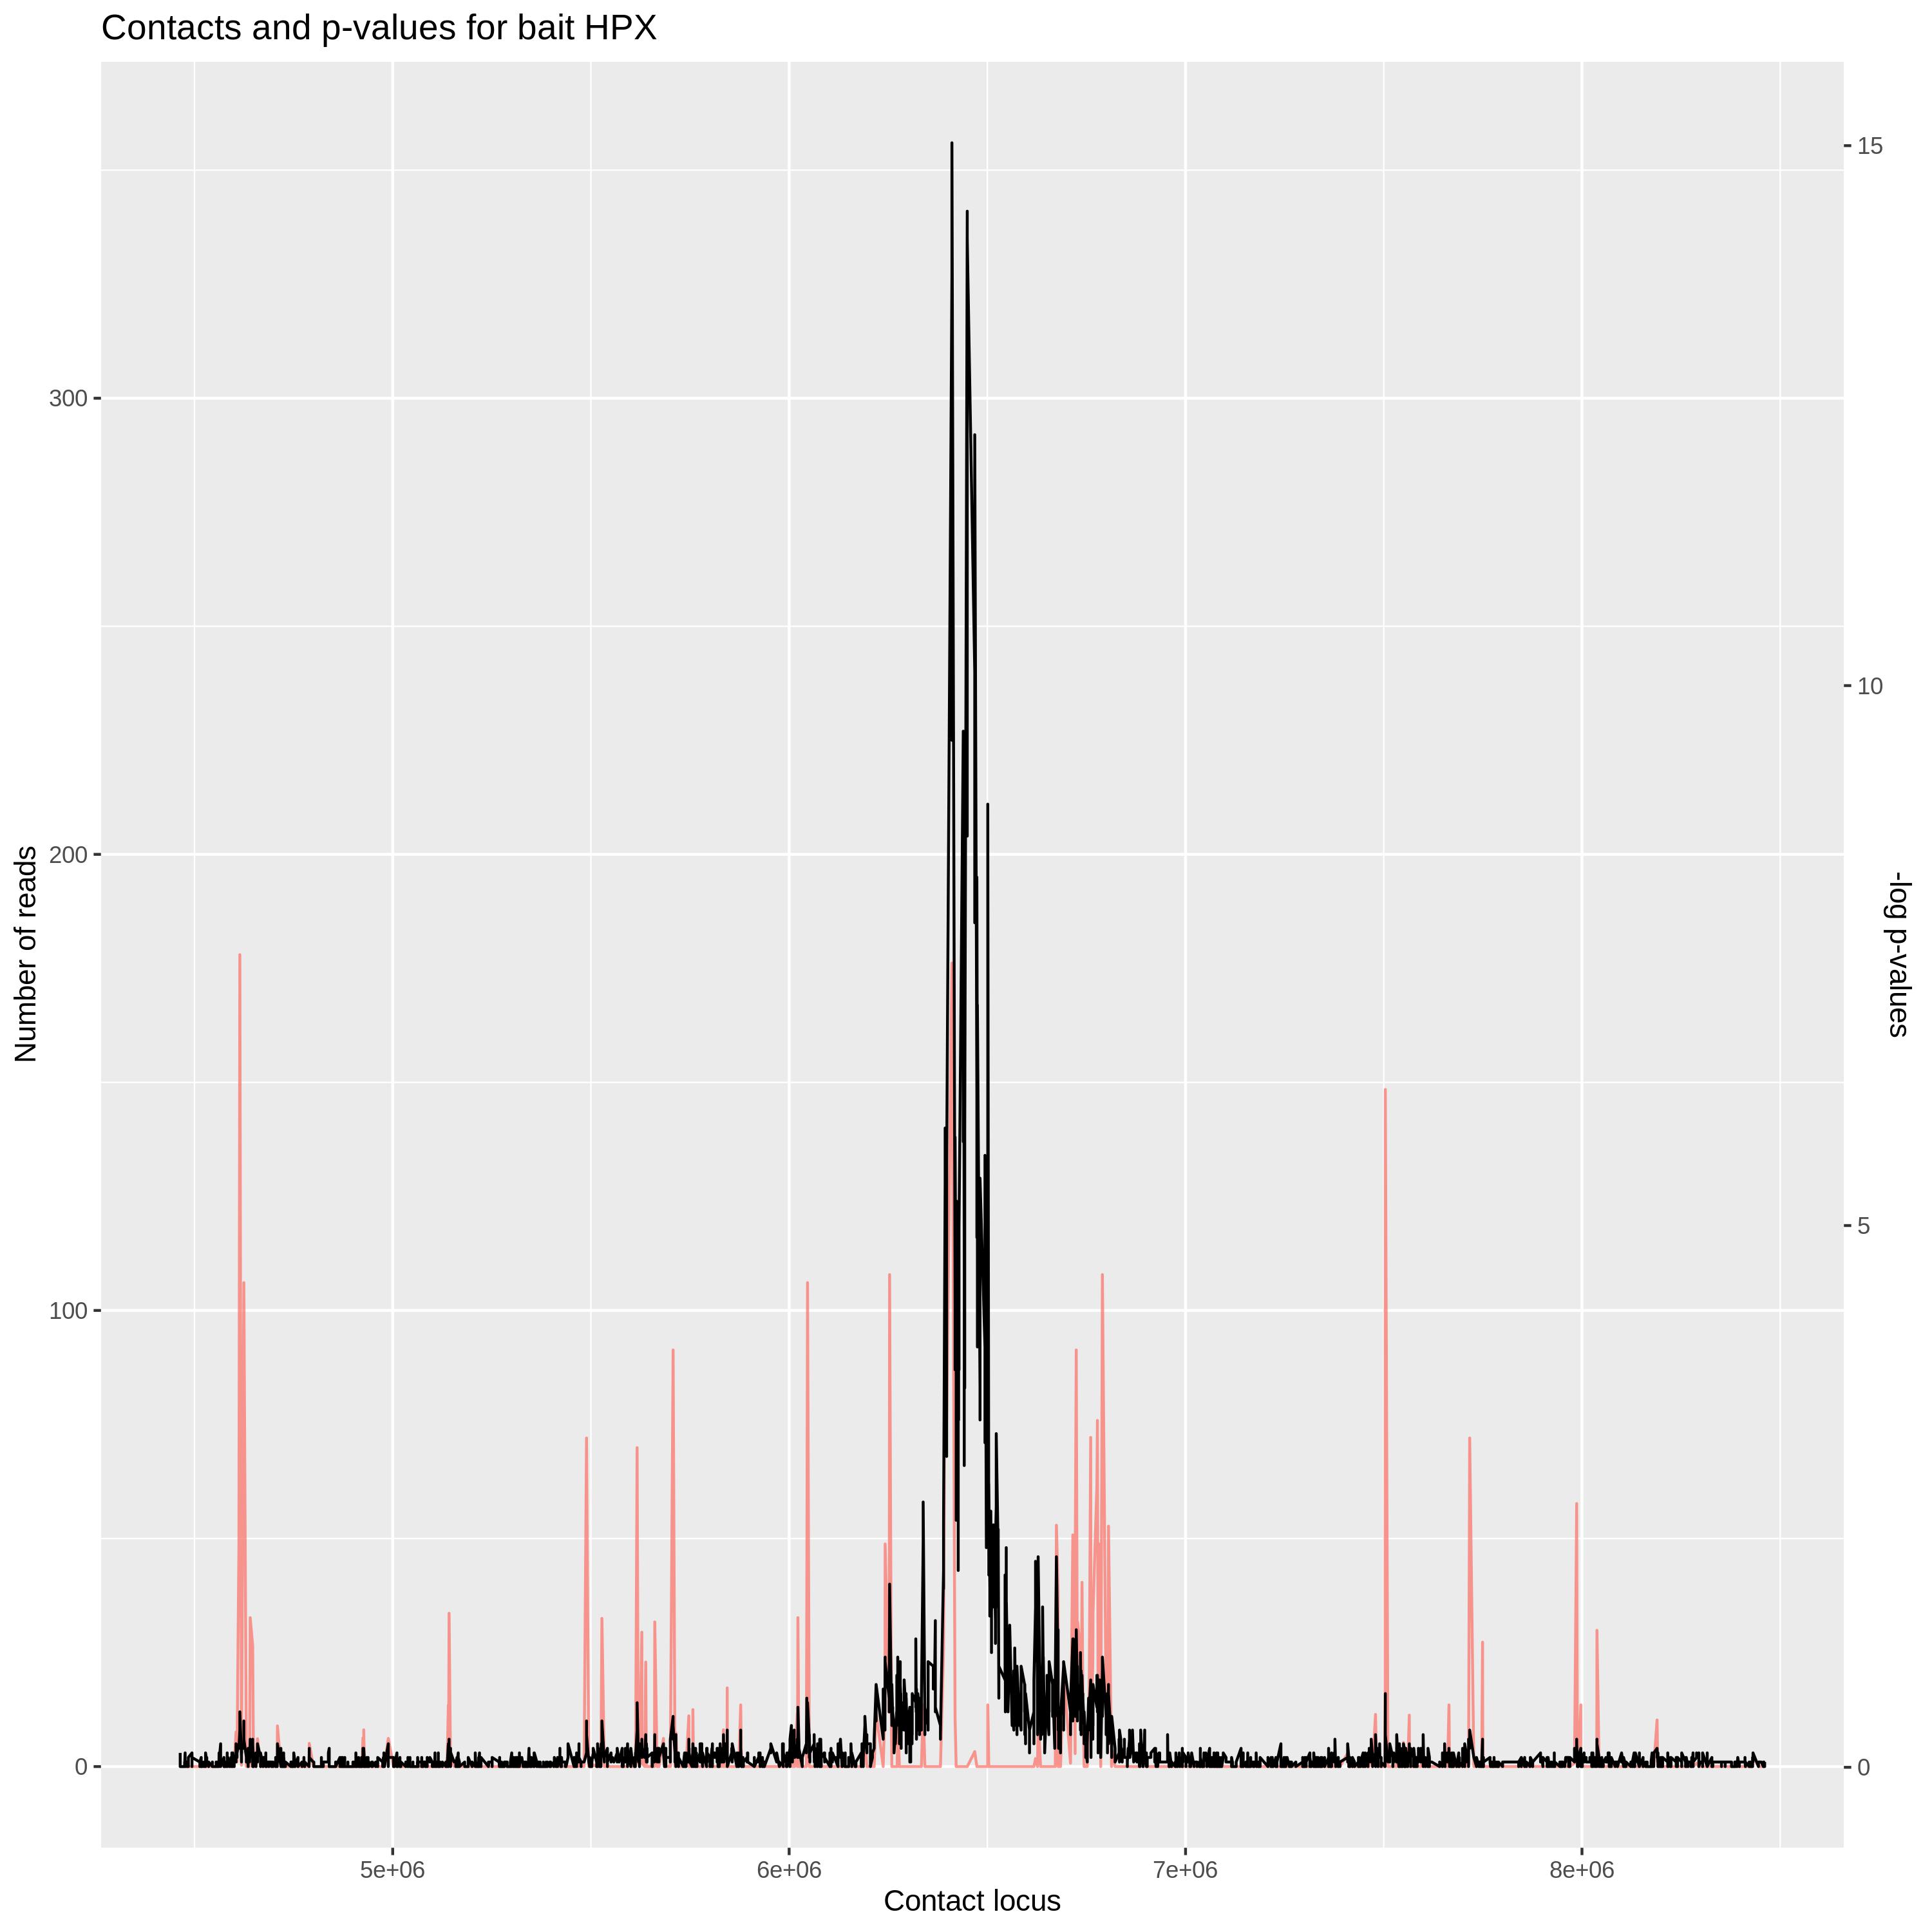 Contacts and p-values for bait HPX
Number of reads
300
200
100
0
15
10
5
0
-log p-values
5e+06
6e+06
7e+06
8e+06
Contact locus